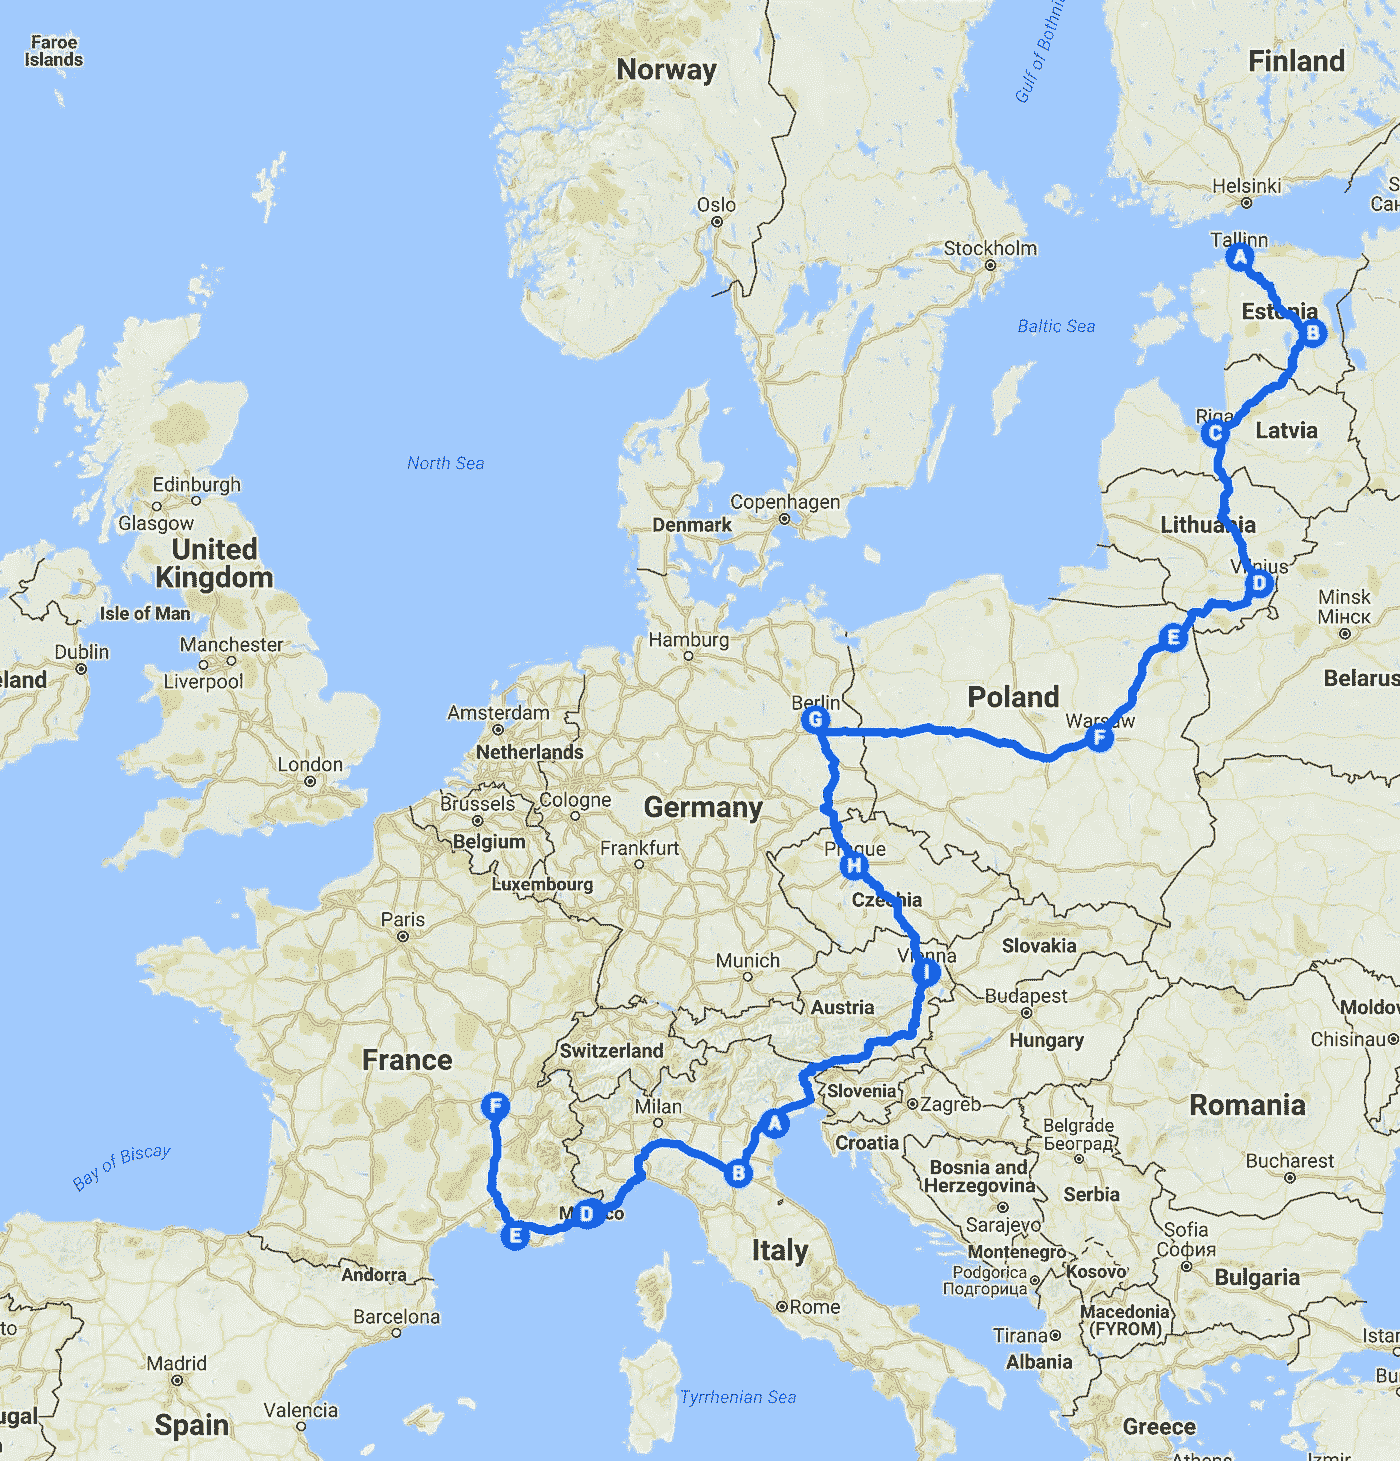 Faroe
Islands
Norway
Gulf of Bothni
Finland
Helsinki
Oslo
Tallinn
A
Stockholm
Estonia
B
Baltic Sea
Riga
C
Latvia
North Sea
Edinburgh
Glasgow
Copenhagen
Denmark
Lithuania
United
Kingdom
Vilnius
D
Isle of Man
Minsk
Мінск
Hamburg
E
Dublin
Manchester
Liverpool
eland
Belarus
Poland
Berlin
G
Amsterdam
Warsaw
F
Netherlands
London
Brussels
Cologne
Germany
Belgium
Frankfurt
Prague
H
Luxembourg
Czechia
Paris
Slovakia
Munich
Vienna
I
Austria
Budapest
Moldov
Hungary
Chisinau
Switzerland
France
Slovenia
F
Milan
Zagreb
Romania
A
Belgrade
Београд
Croatia
Bay of Biscay
B
Bosnia and
Herzegovina
Bucharest
Serbia
Monaco
D
Sarajevo
E
Sofia
София
Italy
Montenegro
Andorra
Podgorica
Подгорица
Kosovo
Bulgaria
Barcelona
Rome
Macedonia
(FYROM)
to
Tirana
Istan
Madrid
Albania
Bu
Tyrrhenian Sea
Valencia
ugal
Spain
Greece
Athens
Izmir